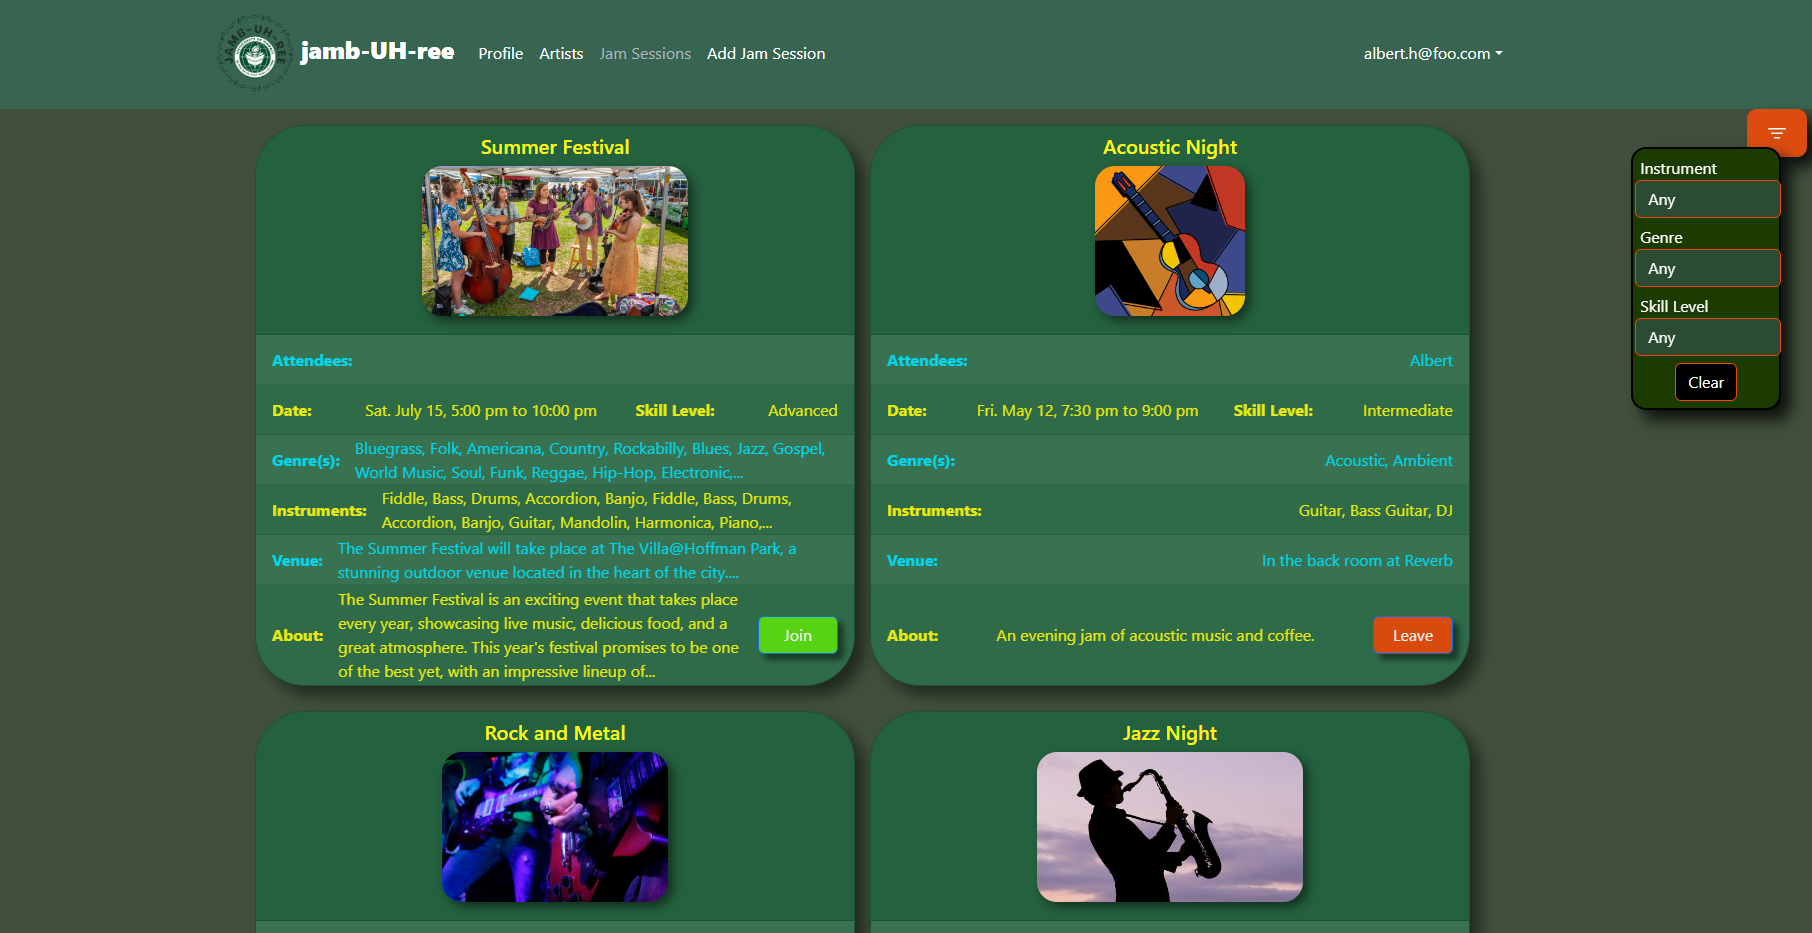 JAMB-UH-REE
jamb-UH-ree Profile Artists Jam Sessions Add Jam Session albert.h@foo.com
Summer Festival
Attendees:
Date: Sat. July 15, 5:00 pm to 10:00 pm Skill Level: Advanced
Genre(s): Bluegrass, Folk, Americana, Country, Rockabilly, Blues, Jazz, Gospel,
World Music, Soul, Funk, Reggae, Hip-Hop, Electronic,...
Instruments: Fiddle, Bass, Drums, Accordion, Banjo, Fiddle, Bass, Drums,
Accordion, Banjo, Guitar, Mandolin, Harmonica, Piano,...
Venue: The Summer Festival will take place at The Villa@Hoffman Park, a
stunning outdoor venue located in the heart of the city....
About: The Summer Festival is an exciting event that takes place
every year, showcasing live music, delicious food, and a
great atmosphere. This year's festival promises to be one
of the best yet, with an impressive lineup of...
Join
Acoustic Night
Attendees: Albert
Date: Fri. May 12, 7:30 pm to 9:00 pm Skill Level: Intermediate
Genre(s): Acoustic, Ambient
Instruments: Guitar, Bass Guitar, DJ
Venue: In the back room at Reverb
About: An evening jam of acoustic music and coffee.
Leave
Instrument
Any
Genre
Any
Skill Level
Any
Clear
Rock and Metal
Jazz Night